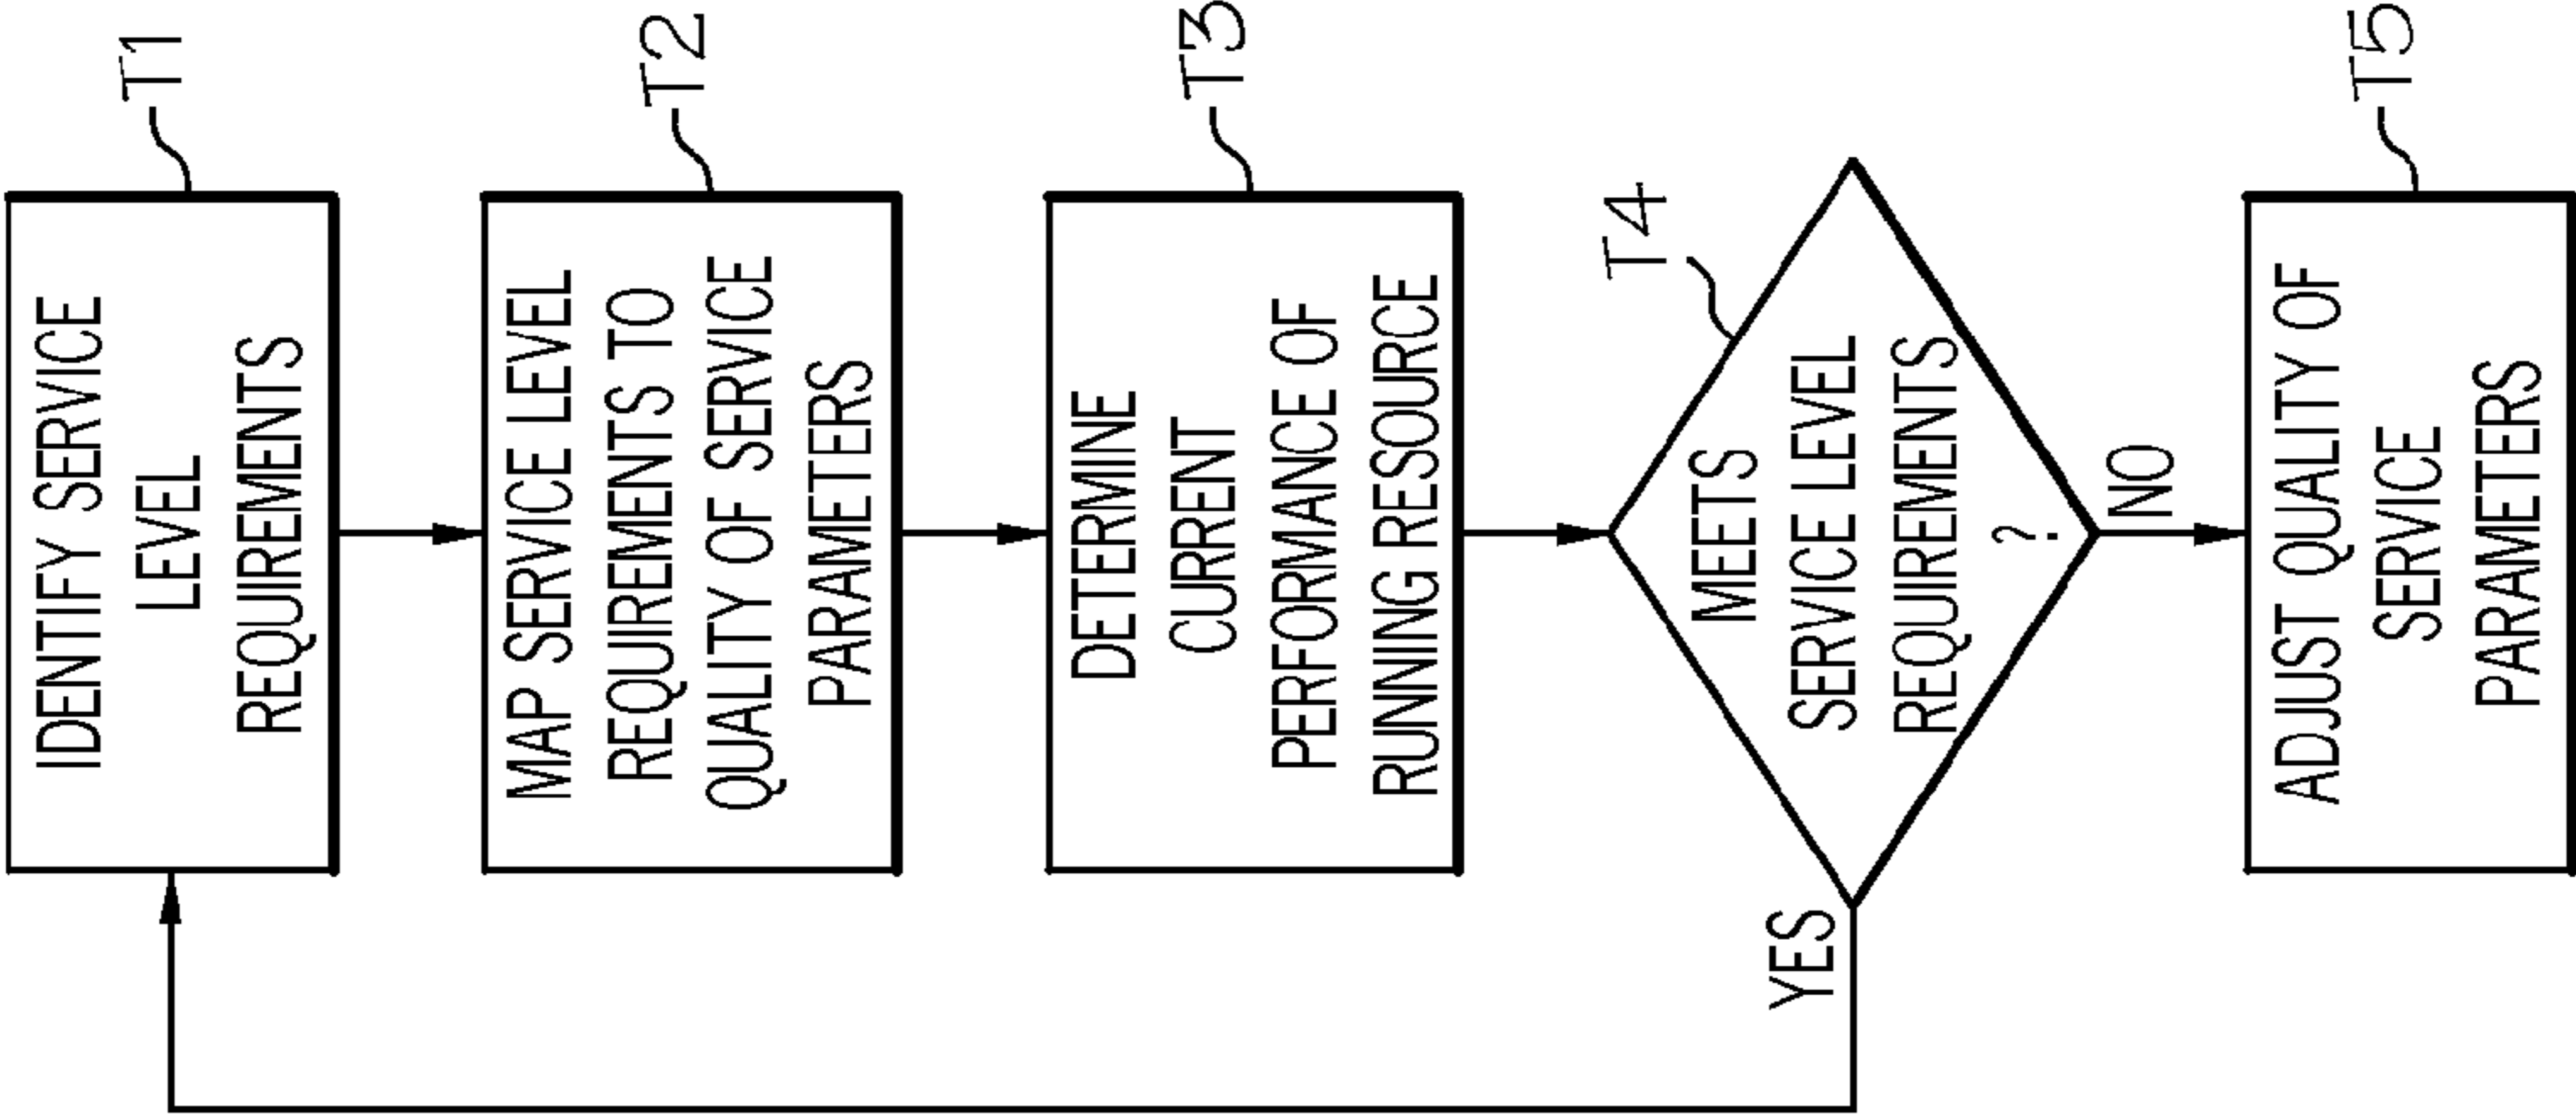 IDENTIFY SERVICE
LEVEL
REQUIREMENTS
T1
MAP SERVICE LEVEL
REQUIREMENTS TO
QUALITY OF SERVICE
PARAMETERS
T2
DETERMINE
CURRENT
PERFORMANCE OF
RUNNING RESOURCE
T3
T4
MEETS
SERVICE LEVEL
REQUIREMENTS
?
YES
NO
ADJUST QUALITY OF
SERVICE
PARAMETERS
T5